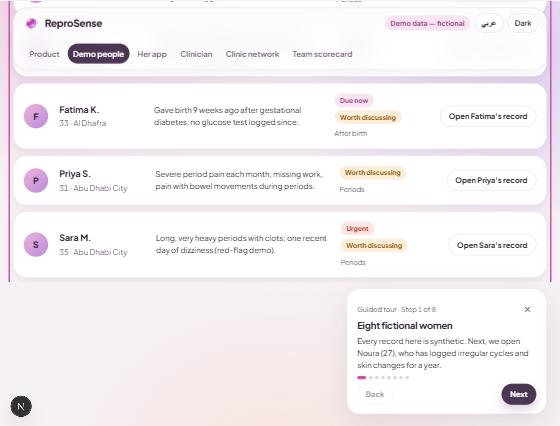 ReproSense
Demo data — fictional
عربي
Dark
Product
Demo people
Her app
Clinician
Clinic network
Team scorecard
F
Fatima K.
33 · Al Dhafra
Gave birth 9 weeks ago after gestational
diabetes; no glucose test logged since.
Due now
Worth discussing
After birth
Open Fatima's record
P
Priya S.
31 · Abu Dhabi City
Severe period pain each month, missing work,
pain with bowel movements during periods.
Worth discussing
Periods
Open Priya's record
S
Sara M.
35 · Abu Dhabi City
Long, very heavy periods with clots; one recent
day of dizziness (red-flag demo).
Urgent
Worth discussing
Periods
Open Sara's record
Guided tour · Step 1 of 8
Eight fictional women
Every record here is synthetic. Next, we open
Noura (27), who has logged irregular cycles and
skin changes for a year.
Back
Next
N